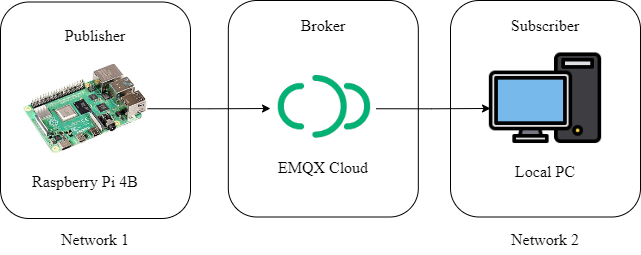 Publisher
Raspberry Pi 4B
Network 1
Broker
EMQX Cloud
Subscriber
Local PC
Network 2